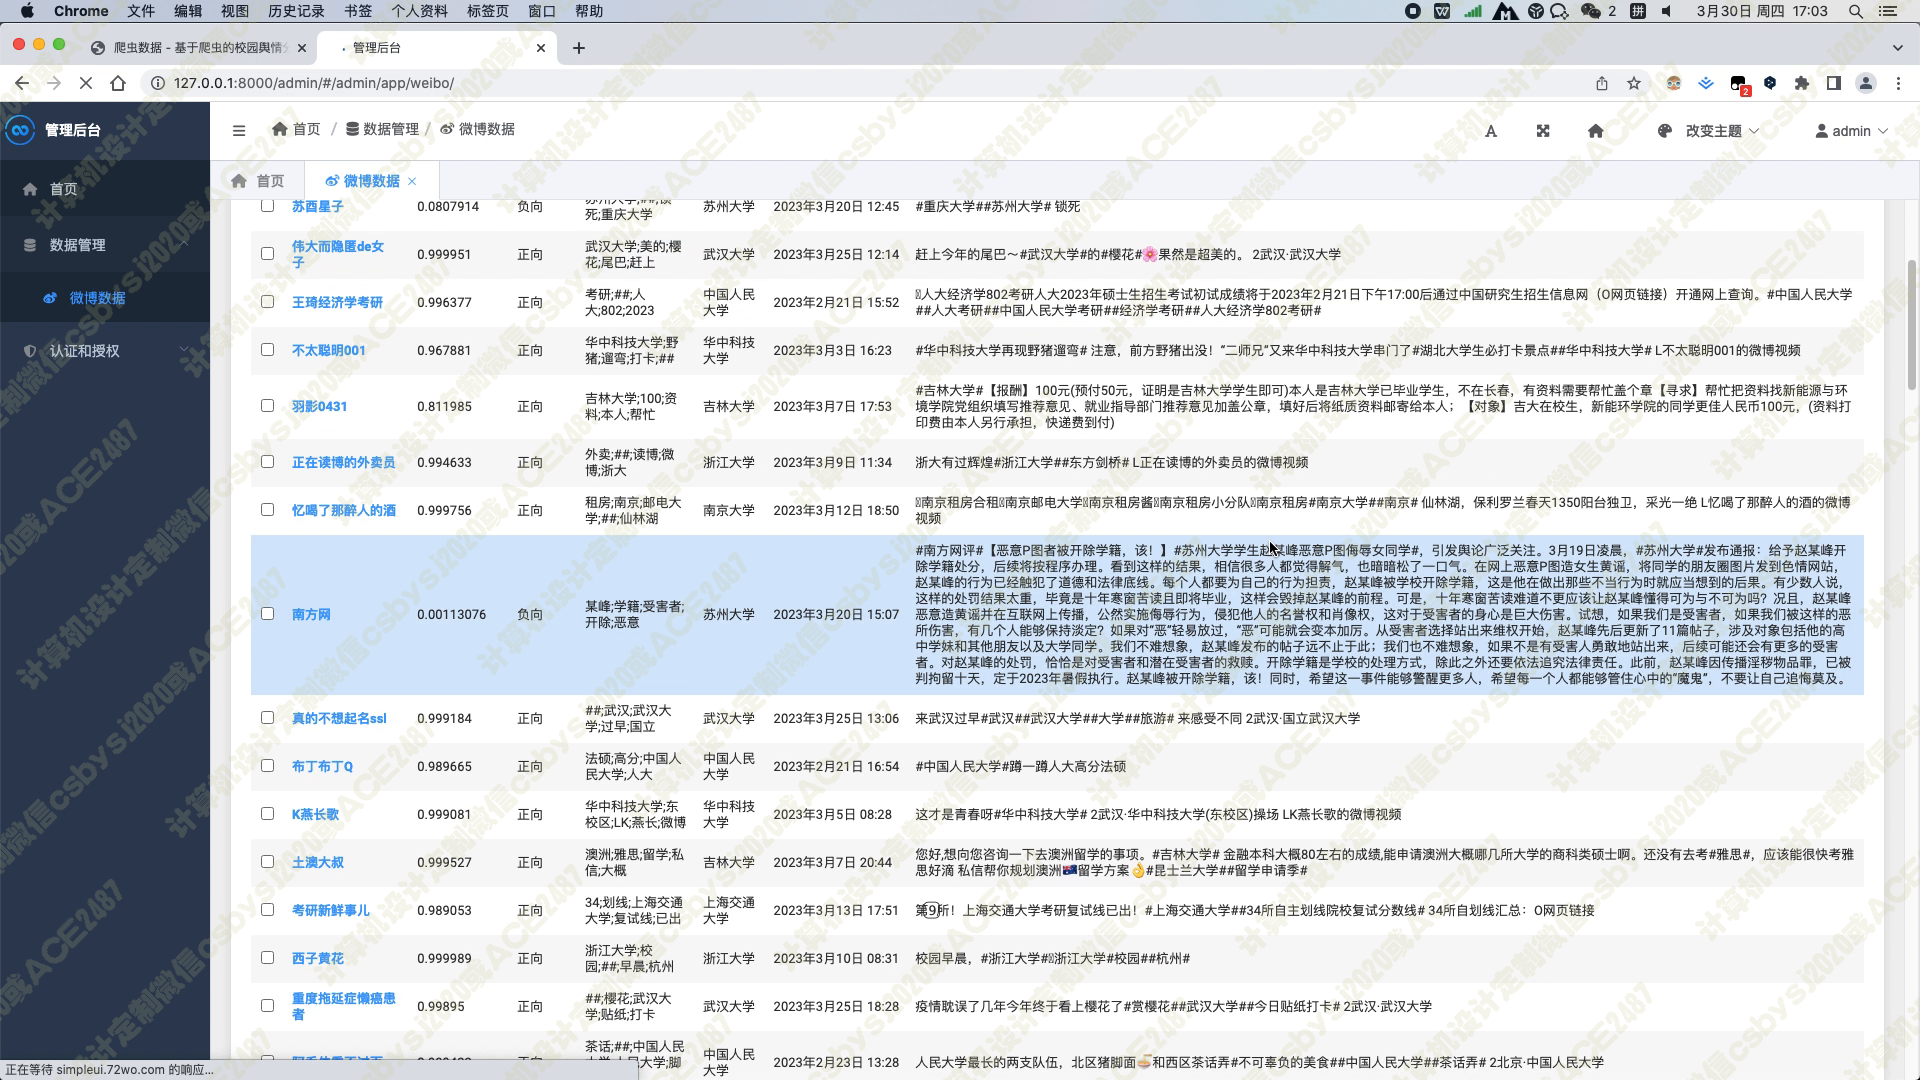 Chrome 文件 编辑 视图 历史记录 书签 个人资料 标签页 窗口 帮助 2 拼 3月30日 周四 17:03
爬虫数据 - 基于爬虫的校园舆情分 管理后台
127.0.0.1:8000/admin/#/admin/app/weibo/ 2
管理后台
首页 / 数据管理 / 微博数据 A 改变主题 admin
首页 微博数据
首页
数据管理
微博数据
认证和授权
苏酉星子 0.0807914 负向 苏州大学;##;锁死;重庆大学 苏州大学 2023年3月20日 12:45 #重庆大学##苏州大学# 锁死
伟大而隐匿de女
子 0.999951 正向 武汉大学;美的;樱
花;尾巴;赶上 武汉大学 2023年3月25日 12:14 赶上今年的尾巴～#武汉大学#的#樱花#🌸果然是超美的。 2武汉·武汉大学
王琦经济学考研 0.996377 正向 考研;##;人
大;802;2023 中国人民
大学 2023年2月21日 15:52 人大经济学802考研人大2023年硕士生招生考试初试成绩将于2023年2月21日下午17:00后通过中国研究生招生信息网（O网页链接）开通网上查询。#中国人民大学
##人大考研##中国人民大学考研##经济学考研##人大经济学802考研#
不太聪明001 0.967881 正向 华中科技大学;野
猪;遛弯;打卡;## 华中科技
大学 2023年3月3日 16:23 #华中科技大学再现野猪遛弯# 注意，前方野猪出没！“二师兄”又来华中科技大学串门了#湖北大学生必打卡景点##华中科技大学# L不太聪明001的微博视频
羽影0431 0.811985 正向 吉林大学;100;资
料;本人;帮忙 吉林大学 2023年3月7日 17:53 #吉林大学#【报酬】100元(预付50元，证明是吉林大学学生即可)本人是吉林大学已毕业学生，不在长春，有资料需要帮忙盖个章【寻求】帮忙把资料找新能源与环
境学院党组织填写推荐意见、就业指导部门推荐意见加盖公章，填好后将纸质资料邮寄给本人；【对象】吉大在校生，新能环学院的同学更佳人民币100元，(资料打
印费由本人另行承担，快递费到付)
正在读博的外卖员 0.994633 正向 外卖;##;读博;微
博;浙大 浙江大学 2023年3月9日 11:34 浙大有过辉煌#浙江大学##东方剑桥# L正在读博的外卖员的微博视频
忆喝了那醉人的酒 0.999756 正向 租房;南京;邮电大
学;##;仙林湖 南京大学 2023年3月12日 18:50 南京租房合租南京邮电大学南京租房酱南京租房小分队南京租房#南京大学##南京# 仙林湖，保利罗兰春天1350阳台独卫，采光一绝 L忆喝了那醉人的酒的微博
视频
南方网 0.00113076 负向 某峰;学籍;受害者;
开除;恶意 苏州大学 2023年3月20日 15:07 #南方网评#【恶意P图者被开除学籍，该！】#苏州大学学生赵某峰恶意P图侮辱女同学#，引发舆论广泛关注。3月19日凌晨，#苏州大学#发布通报：给予赵某峰开
除学籍处分，后续将按程序办理。看到这样的结果，相信很多人都觉得解气，也暗暗松了一口气。在网上恶意P图造女生黄谣，将同学的朋友圈图片发到色情网站，
赵某峰的行为已经触犯了道德和法律底线。每个人都要为自己的行为担责，赵某峰被学校开除学籍，这是他在做出那些不当行为时就应当想到的后果。有少数人说，
这样的处罚结果太重，毕竟是十年寒窗苦读且即将毕业，这样会毁掉赵某峰的前程。可是，十年寒窗苦读难道不更应该让赵某峰懂得可为与不可为吗？况且，赵某峰
恶意造黄谣并在互联网上传播，公然实施侮辱行为，侵犯他人的名誉权和肖像权，这对于受害者的身心是巨大伤害。试想，如果我们是受害者，如果我们被这样的恶
所伤害，有几个人能够保持淡定？如果对“恶”轻易放过，“恶”可能就会变本加厉。从受害者选择站出来维权开始，赵某峰先后更新了11篇帖子，涉及对象包括他的高
中学妹和其他朋友以及大学同学。我们不难想象，赵某峰发布的帖子远不止于此；我们也不难想象，如果不是有受害人勇敢地站出来，后续可能还会有更多的受害
者。对赵某峰的处罚，恰恰是对受害者和潜在受害者的救赎。开除学籍是学校的处理方式，除此之外还要依法追究法律责任。此前，赵某峰因传播淫秽物品罪，已被
判拘留十天，定于2023年暑假执行。赵某峰被开除学籍，该！同时，希望这一事件能够警醒更多人，希望每一个人都能够管住心中的“魔鬼”，不要让自己追悔莫及。
真的不想起名ssl 0.999184 正向 ##;武汉;武汉大
学;过早;国立 武汉大学 2023年3月25日 13:06 来武汉过早#武汉##武汉大学##大学##旅游# 来感受不同 2武汉·国立武汉大学
布丁布丁Q 0.989665 正向 法硕;高分;中国人
民大学;人大 中国人民
大学 2023年2月21日 16:54 #中国人民大学#蹲一蹲人大高分法硕
K燕长歌 0.999081 正向 华中科技大学;东
校区;LK;燕长;微博 华中科技
大学 2023年3月5日 08:28 这才是青春呀#华中科技大学# 2武汉·华中科技大学(东校区)操场 LK燕长歌的微博视频
土澳大叔 0.999527 正向 澳洲;雅思;留学;私
信;大概 吉林大学 2023年3月7日 20:44 您好,想向您咨询一下去澳洲留学的事项。#吉林大学# 金融本科大概80左右的成绩,能申请澳洲大概哪几所大学的商科类硕士啊。还没有去考#雅思#，应该能很快考雅
思好滴 私信帮你规划澳洲🇦🇺留学方案👌#昆士兰大学##留学申请季#
考研新鲜事儿 0.989053 正向 34;划线;上海交通
大学;复试线;已出 上海交通
大学 2023年3月13日 17:51 第9所！上海交通大学考研复试线已出！#上海交通大学##34所自主划线院校复试分数线# 34所自划线汇总：O网页链接
西子黄花 0.999989 正向 浙江大学;校
园;##;早晨;杭州 浙江大学 2023年3月10日 08:31 校园早晨，#浙江大学#浙江大学#校园##杭州#
重度拖延症懒癌患
者 0.99895 正向 ##;樱花;武汉大
学;贴纸;打卡 武汉大学 2023年3月25日 18:28 疫情耽误了几年今年终于看上樱花了#赏樱花##武汉大学##今日贴纸打卡# 2武汉·武汉大学
正向 茶话;##;中国人民
中国人民
大学 2023年2月23日 13:28 人民大学最长的两支队伍，北区猪脚面🍜和西区茶话弄#不可辜负的美食##中国人民大学##茶话弄# 2北京·中国人民大学
正在等待 simpleui.72wo.com 的响应...
计算机设计定制微信csbysj2020或ACE2487